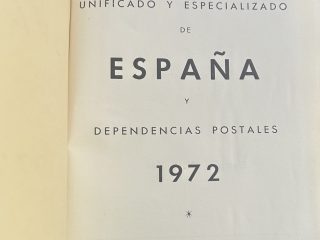 UNIFICADO Y ESPECIALIZADO
DE
ESPAÑA
Y
DEPENDENCIAS POSTALES
1972
*